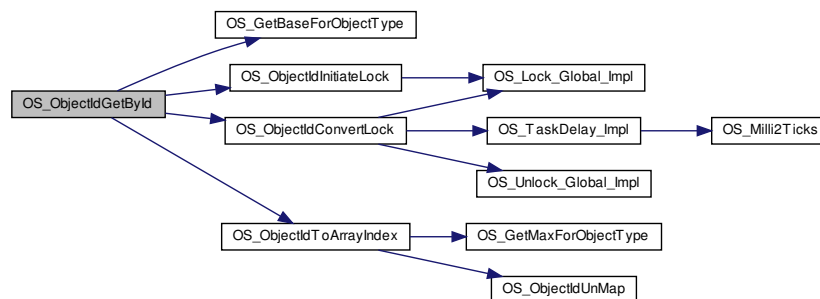 OS_GetBaseForObjectType
OS_ObjectIdInitiateLock
OS_Lock_Global_Impl
OS_ObjectIdGetById
OS_ObjectIdConvertLock
OS_TaskDelay_Impl
OS_Milli2Ticks
OS_Unlock_Global_Impl
OS_ObjectIdToArrayIndex
OS_GetMaxForObjectType
OS_ObjectIdUnMap